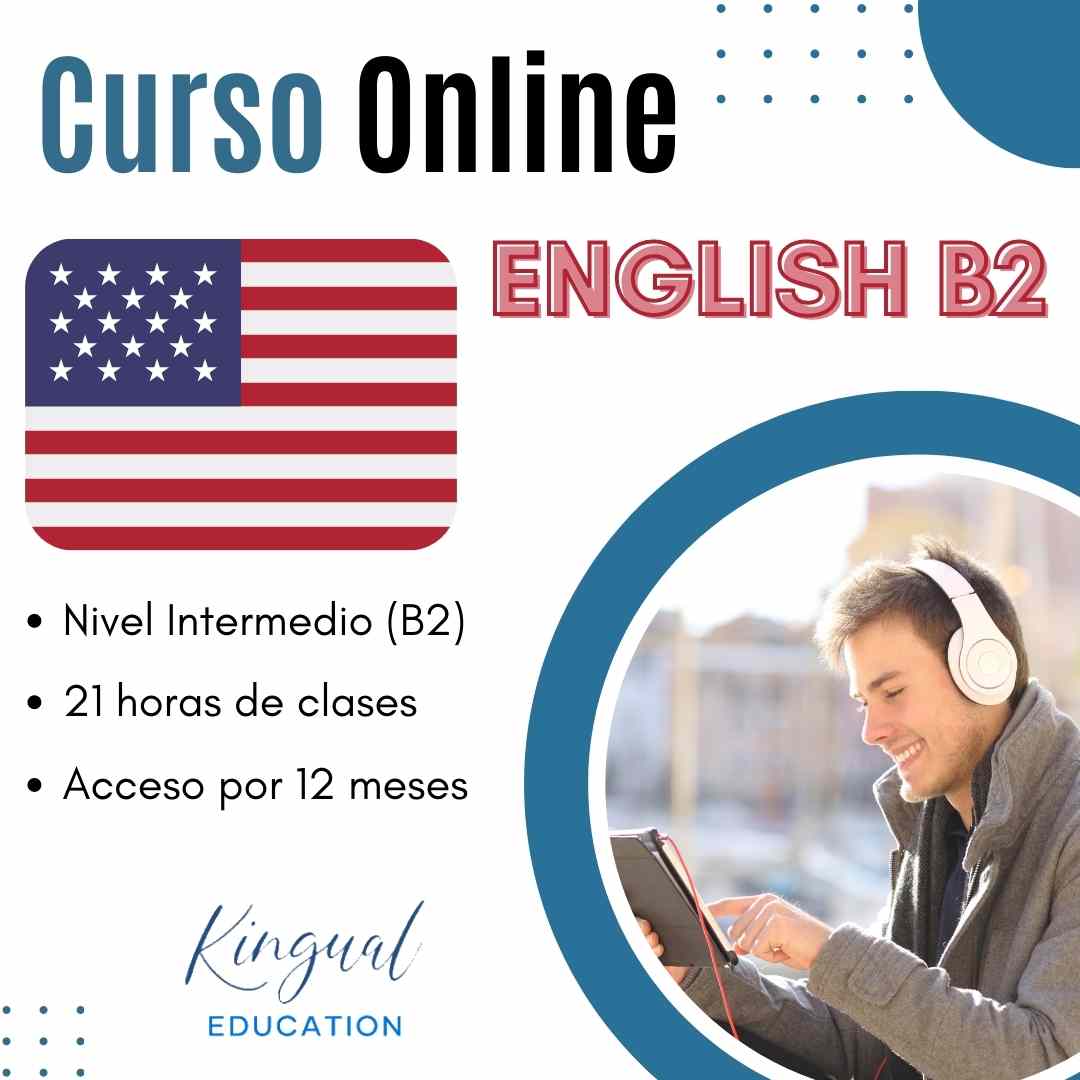 Curso Online
ENGLISH B2
• Nivel Intermedio (B2)
• 21 horas de clases
• Acceso por 12 meses
Kingual
EDUCATION